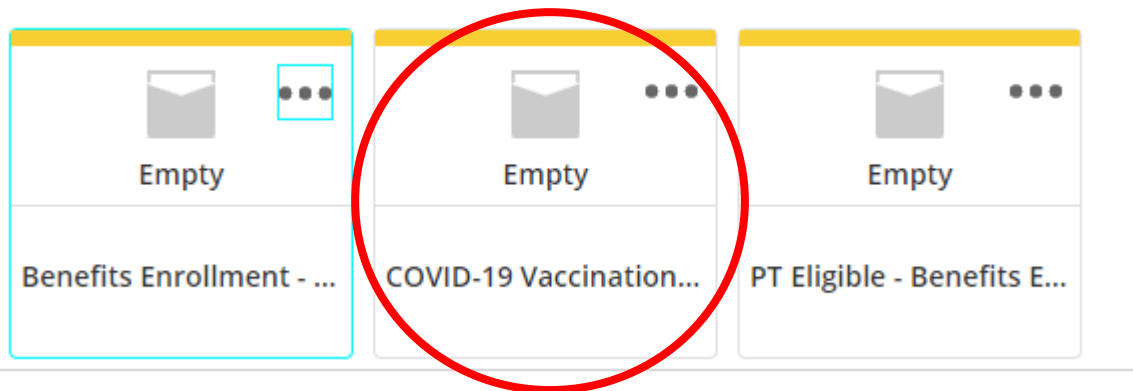 Empty Empty Empty
Benefits Enrollment - ... COVID-19 Vaccination... PT Eligible - Benefits E...